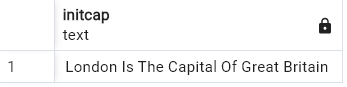 initcap
text
1 London Is The Capital Of Great Britain